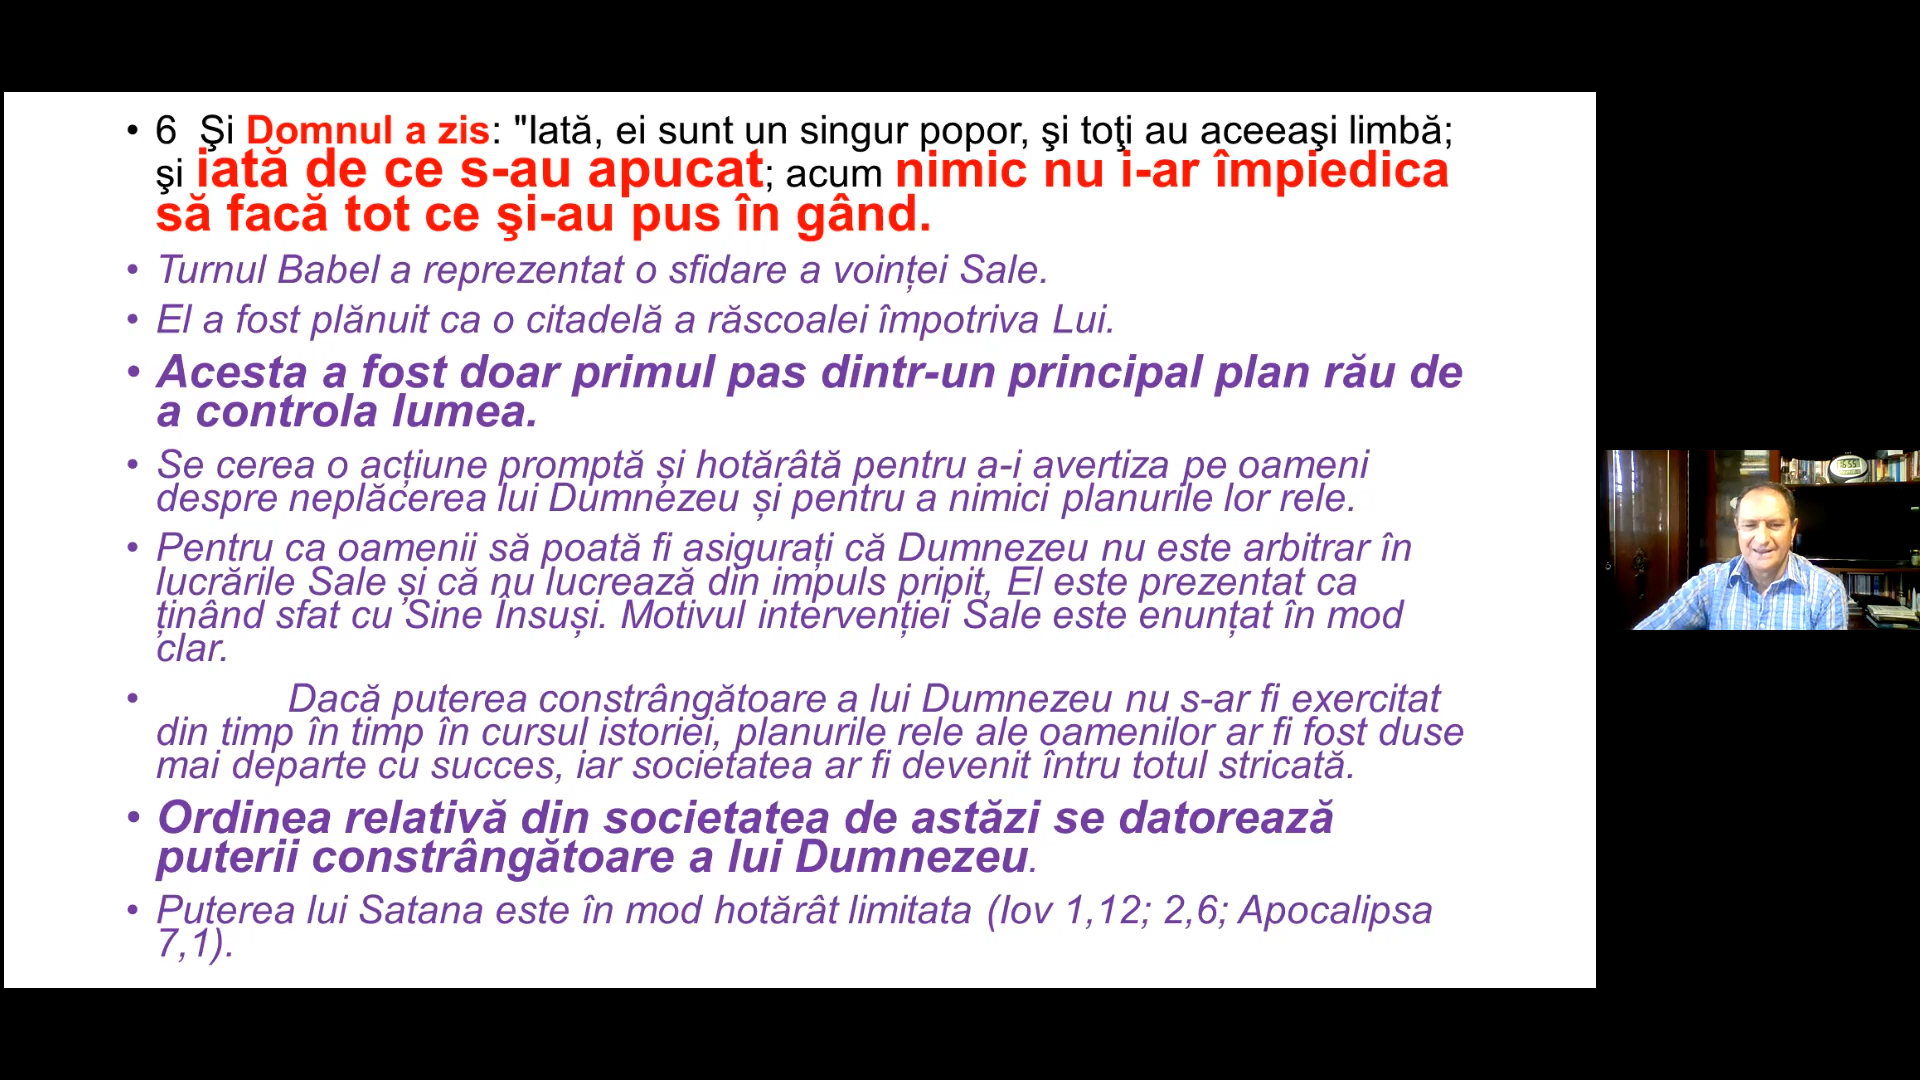 • 6  Şi Domnul a zis: "Iată, ei sunt un singur popor, şi toţi au aceeaşi limbă;
şi iată de ce s-au apucat; acum nimic nu i-ar împiedica
să facă tot ce şi-au pus în gând.
• Turnul Babel a reprezentat o sfidare a voinței Sale.
• El a fost plănuit ca o citadelă a răscoalei împotriva Lui.
• Acesta a fost doar primul pas dintr-un principal plan rău de
a controla lumea.
• Se cerea o acțiune promptă și hotărâtă pentru a-i avertiza pe oameni
despre neplăcerea lui Dumnezeu și pentru a nimici planurile lor rele.
• Pentru ca oamenii să poată fi asigurați că Dumnezeu nu este arbitrar în
lucrările Sale și că nu lucrează din impuls pripit, El este prezentat ca
ținând sfat cu Sine Însuși. Motivul intervenției Sale este enunțat în mod
clar.
• Dacă puterea constrângătoare a lui Dumnezeu nu s-ar fi exercitat
din timp în timp în cursul istoriei, planurile rele ale oamenilor ar fi fost duse
mai departe cu succes, iar societatea ar fi devenit întru totul stricată.
• Ordinea relativă din societatea de astăzi se datorează
puterii constrângătoare a lui Dumnezeu.
• Puterea lui Satana este în mod hotărât limitata (Iov 1,12; 2,6; Apocalipsa
7,1).